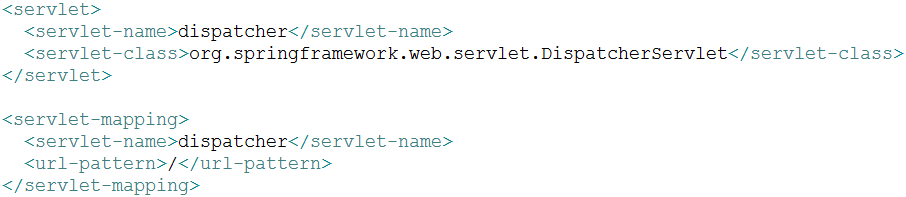 <servlet>
  <servlet-name>dispatcher</servlet-name>
  <servlet-class>org.springframework.web.servlet.DispatcherServlet</servlet-class>
</servlet>

<servlet-mapping>
  <servlet-name>dispatcher</servlet-name>
  <url-pattern>/</url-pattern>
</servlet-mapping>